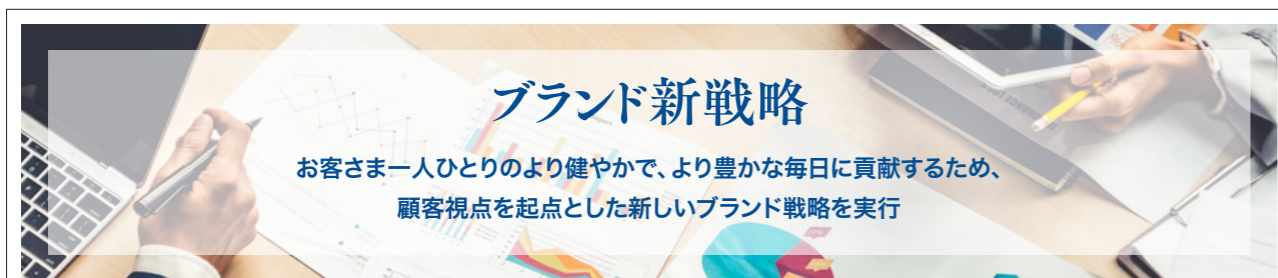 ブランド新戦略
お客さま一人ひとりのより健やかで、より豊かな毎日に貢献するため、
顧客視点を起点とした新しいブランド戦略を実行